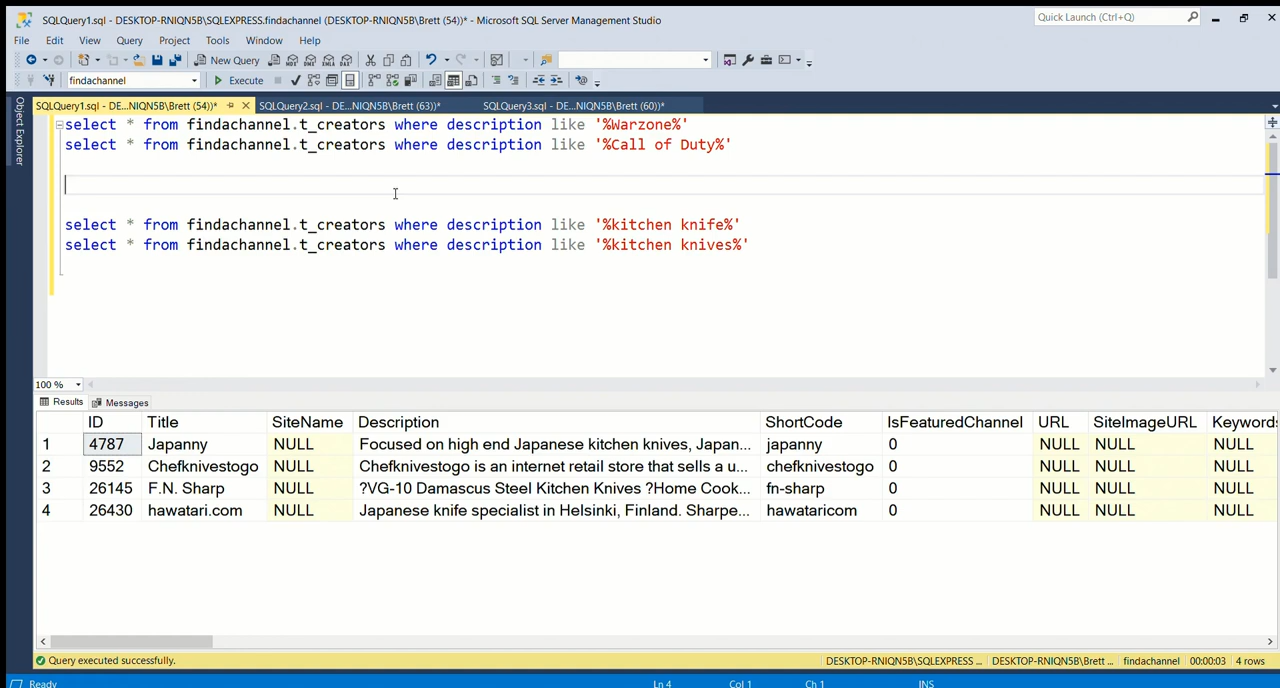 SQLQuery1.sql - DESKTOP-RNIQN5B\SQLEXPRESS.findachannel (DESKTOP-RNIQN5B\Brett (54))* - Microsoft SQL Server Management Studio
Quick Launch (Ctrl+Q)
File Edit View Query Project Tools Window Help
New Query
findachannel Execute
SQLQuery1.sql - DE...NIQN5B\Brett (54))* SQLQuery2.sql - DE...NIQN5B\Brett (63))* SQLQuery3.sql - DE...NIQN5B\Brett (60))*
Object Explorer
select * from findachannel.t_creators where description like '%Warzone%'
select * from findachannel.t_creators where description like '%Call of Duty%'
select * from findachannel.t_creators where description like '%kitchen knife%'
select * from findachannel.t_creators where description like '%kitchen knives%'
100 %
Results Messages
ID Title SiteName Description ShortCode IsFeaturedChannel URL SiteImageURL Keywords
1 4787 Japanny NULL Focused on high end Japanese kitchen knives, Japan... japanny 0 NULL NULL NULL
2 9552 Chefknivestogo NULL Chefknivestogo is an internet retail store that sells a u... chefknivestogo 0 NULL NULL NULL
3 26145 F.N. Sharp NULL ?VG-10 Damascus Steel Kitchen Knives ?Home Cook... fn-sharp 0 NULL NULL NULL
4 26430 hawatari.com NULL Japanese knife specialist in Helsinki, Finland. Sharpe... hawataricom 0 NULL NULL NULL
Query executed successfully. DESKTOP-RNIQN5B\SQLEXPRESS ... DESKTOP-RNIQN5B\Brett ... findachannel 00:00:03 4 rows
Ready Ln 4 Col 1 Ch 1 INS